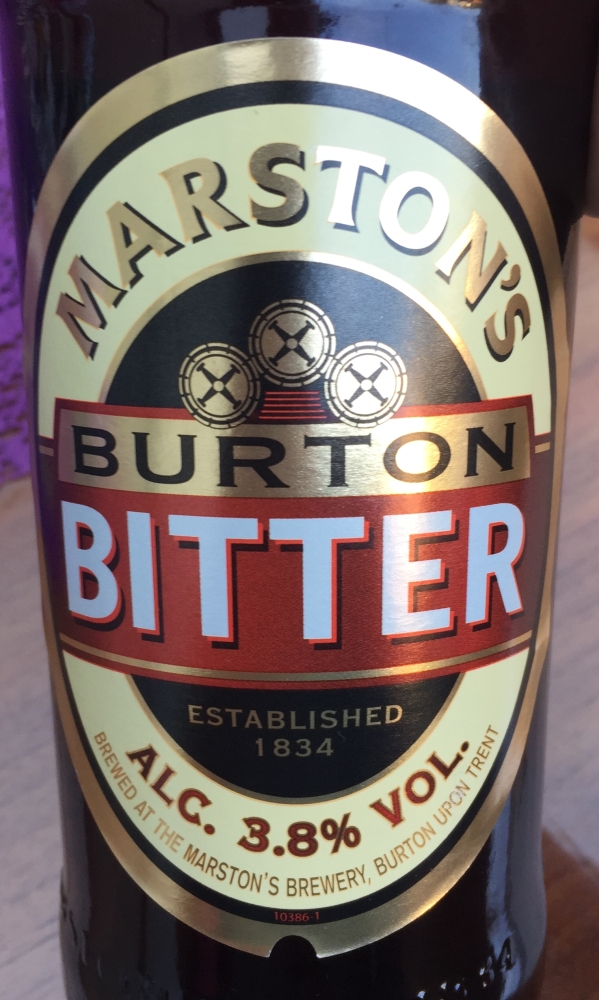 MARSTON'S
BURTON
BITTER
ESTABLISHED
1834
ALC. 3.8% VOL.
BREWED AT THE MARSTON'S BREWERY, BURTON UPON TRENT
10386-1